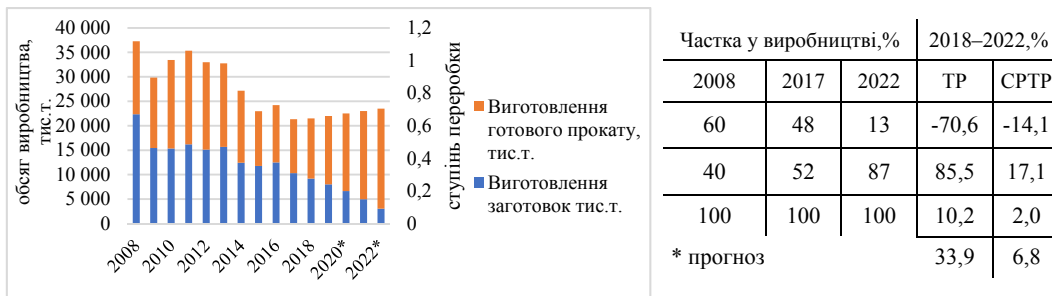 обсяг виробництва,
тис.т.
40 000
35 000
30 000
25 000
20 000
15 000
10 000
5 000
0
2008
2010
2012
2014
2016
2018
2020*
2022*
1,2
1
0,8
0,6
0,4
0,2
0
ступінь переробки
Виготовлення
готового прокату,
тис.т.
Виготовлення
заготовок тис.т.
Частка у виробництві,% 2018–2022,%
2008 2017 2022 ТР СРТР
60 48 13 -70,6 -14,1
40 52 87 85,5 17,1
100 100 100 10,2 2,0
* прогноз 33,9 6,8